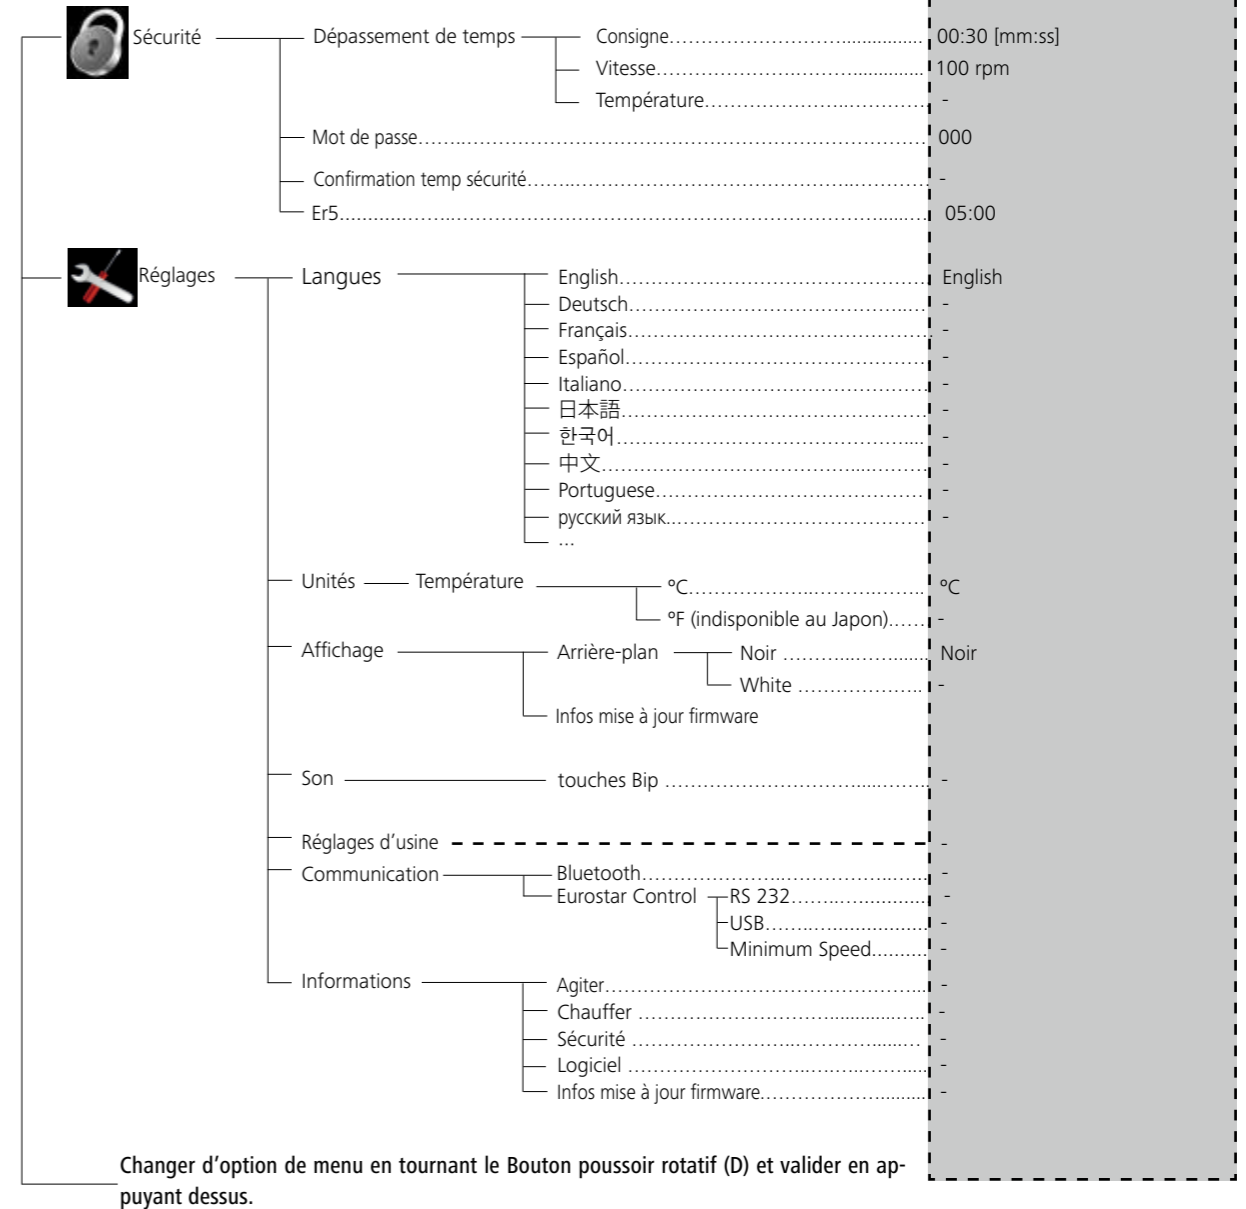 Sécurité Dépassement de temps Consigne 00:30 [mm:ss]
Vitesse 100 rpm
Température -
Mot de passe 000
Confirmation temp sécurité -
Er5 05:00
Réglages Langues English English
Deutsch -
Français -
Español -
Italiano -
日本語 -
한국어 -
中文 -
Portuguese -
русский язык -
...
Unités Température ºC ºC
ºF (indisponible au Japon) -
Affichage Arrière-plan Noir Noir
White -
Infos mise à jour firmware
Son touches Bip -
Réglages d’usine -
Communication Bluetooth -
Eurostar Control RS 232 -
USB -
Minimum Speed -
Informations Agiter -
Chauffer -
Sécurité -
Logiciel -
Infos mise à jour firmware -
Changer d’option de menu en tournant le Bouton poussoir rotatif (D) et valider en ap-
puyant dessus.